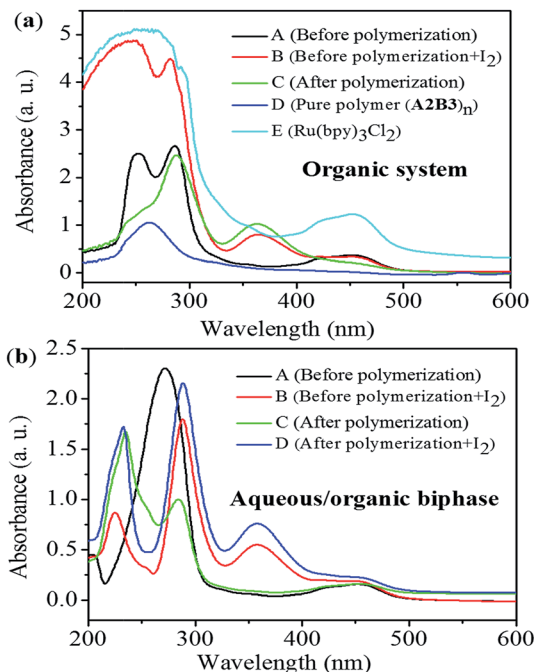 (a)
5
4
3
2
1
0
Absorbance (a. u.)
A (Before polymerization)
B (Before polymerization+I2)
C (After polymerization)
D (Pure polymer (A2B3)n)
E (Ru(bpy)3Cl2)
Organic system
200 300 400 500 600
Wavelength (nm)
(b)
2.5
2.0
1.5
1.0
0.5
0.0
Absorbance (a. u.)
A (Before polymerization)
B (Before polymerization+I2)
C (After polymerization)
D (After polymerization+I2)
Aqueous/organic biphase
200 300 400 500 600
Wavelength (nm)